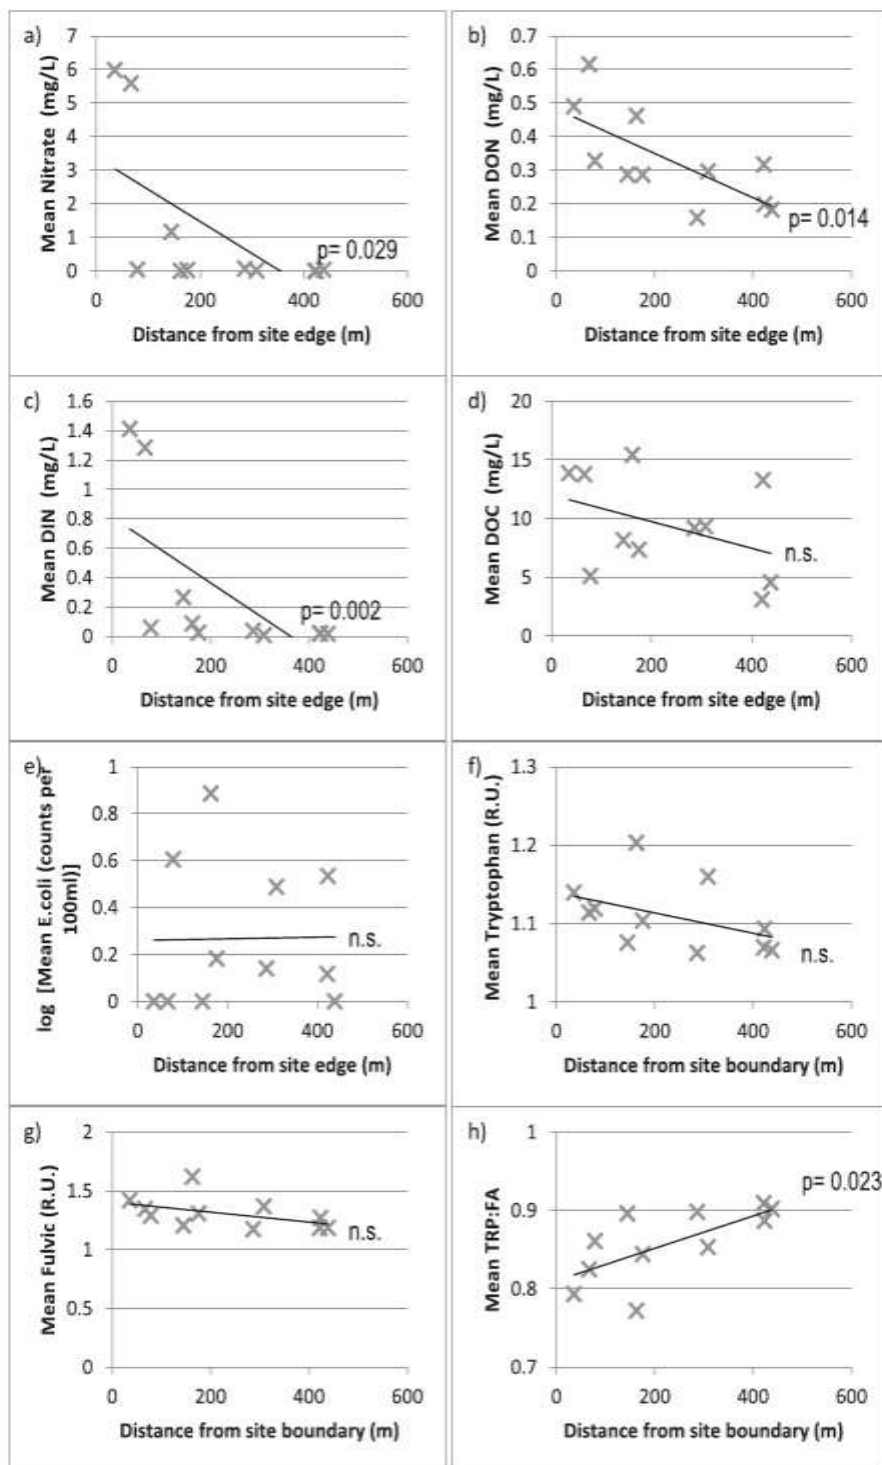 a)
Mean Nitrate (mg/L)
7
6
5
4
3
2
1
0
p= 0.029
0 200 400 600
Distance from site edge (m)
b)
Mean DON (mg/L)
0.7
0.6
0.5
0.4
0.3
0.2
0.1
0
p= 0.014
0 200 400 600
Distance from site edge (m)
c)
Mean DIN (mg/L)
1.6
1.4
1.2
1
0.8
0.6
0.4
0.2
0
p= 0.002
0 200 400 600
Distance from site edge (m)
d)
Mean DOC (mg/L)
20
15
10
5
0
n.s.
0 200 400 600
Distance from site edge (m)
e)
log [Mean E.coli (counts per
100ml)]
1
0.8
0.6
0.4
0.2
0
n.s.
0 200 400 600
Distance from site edge (m)
f)
Mean Tryptophan (R.U.)
1.3
1.2
1.1
1
n.s.
0 200 400 600
Distance from site boundary (m)
g)
Mean Fulvic (R.U.)
2
1.5
1
0.5
0
n.s.
0 200 400 600
Distance from site boundary (m)
h)
Mean TRP:FA
1
0.9
0.8
0.7
p= 0.023
0 200 400 600
Distance from site boundary (m)